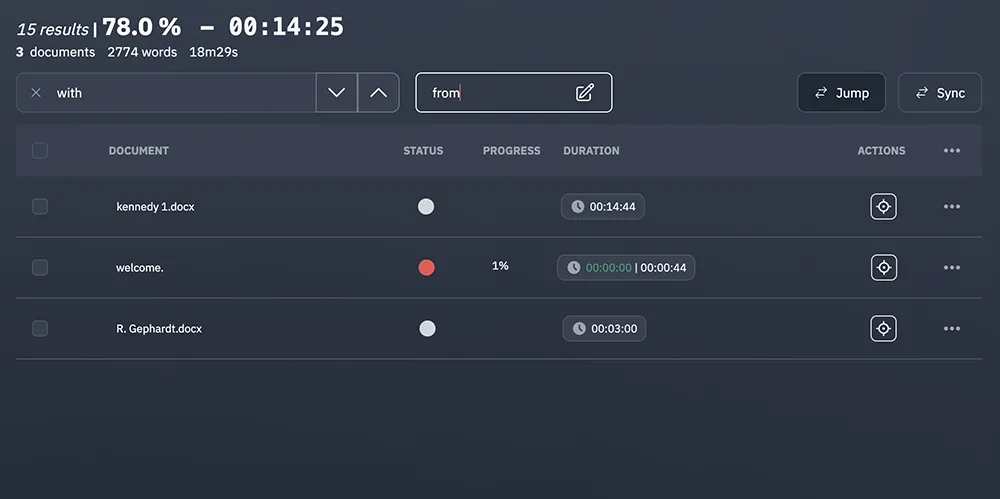 15 results | 78.0 % – 00:14:25
3 documents 2774 words 18m29s
with from Jump Sync
DOCUMENT STATUS PROGRESS DURATION ACTIONS
kennedy 1.docx 00:14:44
welcome. 1% 00:00:00 | 00:00:44
R. Gephardt.docx 00:03:00